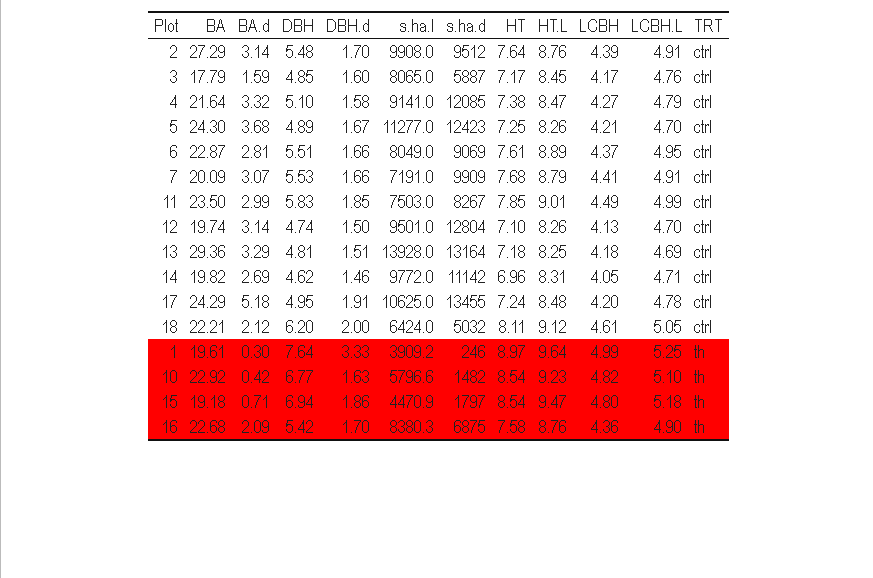 Plot BA BA.d DBH DBH.d s.ha.l s.ha.d HT HT.L LCBH LCBH.L TRT
2 27.29 3.14 5.48 1.70 9908.0 9512 7.64 8.76 4.39 4.91 ctrl
3 17.79 1.59 4.85 1.60 8065.0 5887 7.17 8.45 4.17 4.76 ctrl
4 21.64 3.32 5.10 1.58 9141.0 12085 7.38 8.47 4.27 4.79 ctrl
5 24.30 3.68 4.89 1.67 11277.0 12423 7.25 8.26 4.21 4.70 ctrl
6 22.87 2.81 5.51 1.66 8049.0 9069 7.61 8.89 4.37 4.95 ctrl
7 20.09 3.07 5.53 1.66 7191.0 9909 7.68 8.79 4.41 4.91 ctrl
11 23.50 2.99 5.83 1.85 7503.0 8267 7.85 9.01 4.49 4.99 ctrl
12 19.74 3.14 4.74 1.50 9501.0 12804 7.10 8.26 4.13 4.70 ctrl
13 29.36 3.29 4.81 1.51 13928.0 13164 7.18 8.25 4.18 4.69 ctrl
14 19.82 2.69 4.62 1.46 9772.0 11142 6.96 8.31 4.05 4.71 ctrl
17 24.29 5.18 4.95 1.91 10625.0 13455 7.24 8.48 4.20 4.78 ctrl
18 22.21 2.12 6.20 2.00 6424.0 5032 8.11 9.12 4.61 5.05 ctrl
1 19.61 0.30 7.64 3.33 3909.2 246 8.97 9.64 4.99 5.25 th
10 22.92 0.42 6.77 1.63 5796.6 1482 8.54 9.23 4.82 5.10 th
15 19.18 0.71 6.94 1.86 4470.9 1797 8.54 9.47 4.80 5.18 th
16 22.68 2.09 5.42 1.70 8380.3 6875 7.58 8.76 4.36 4.90 th